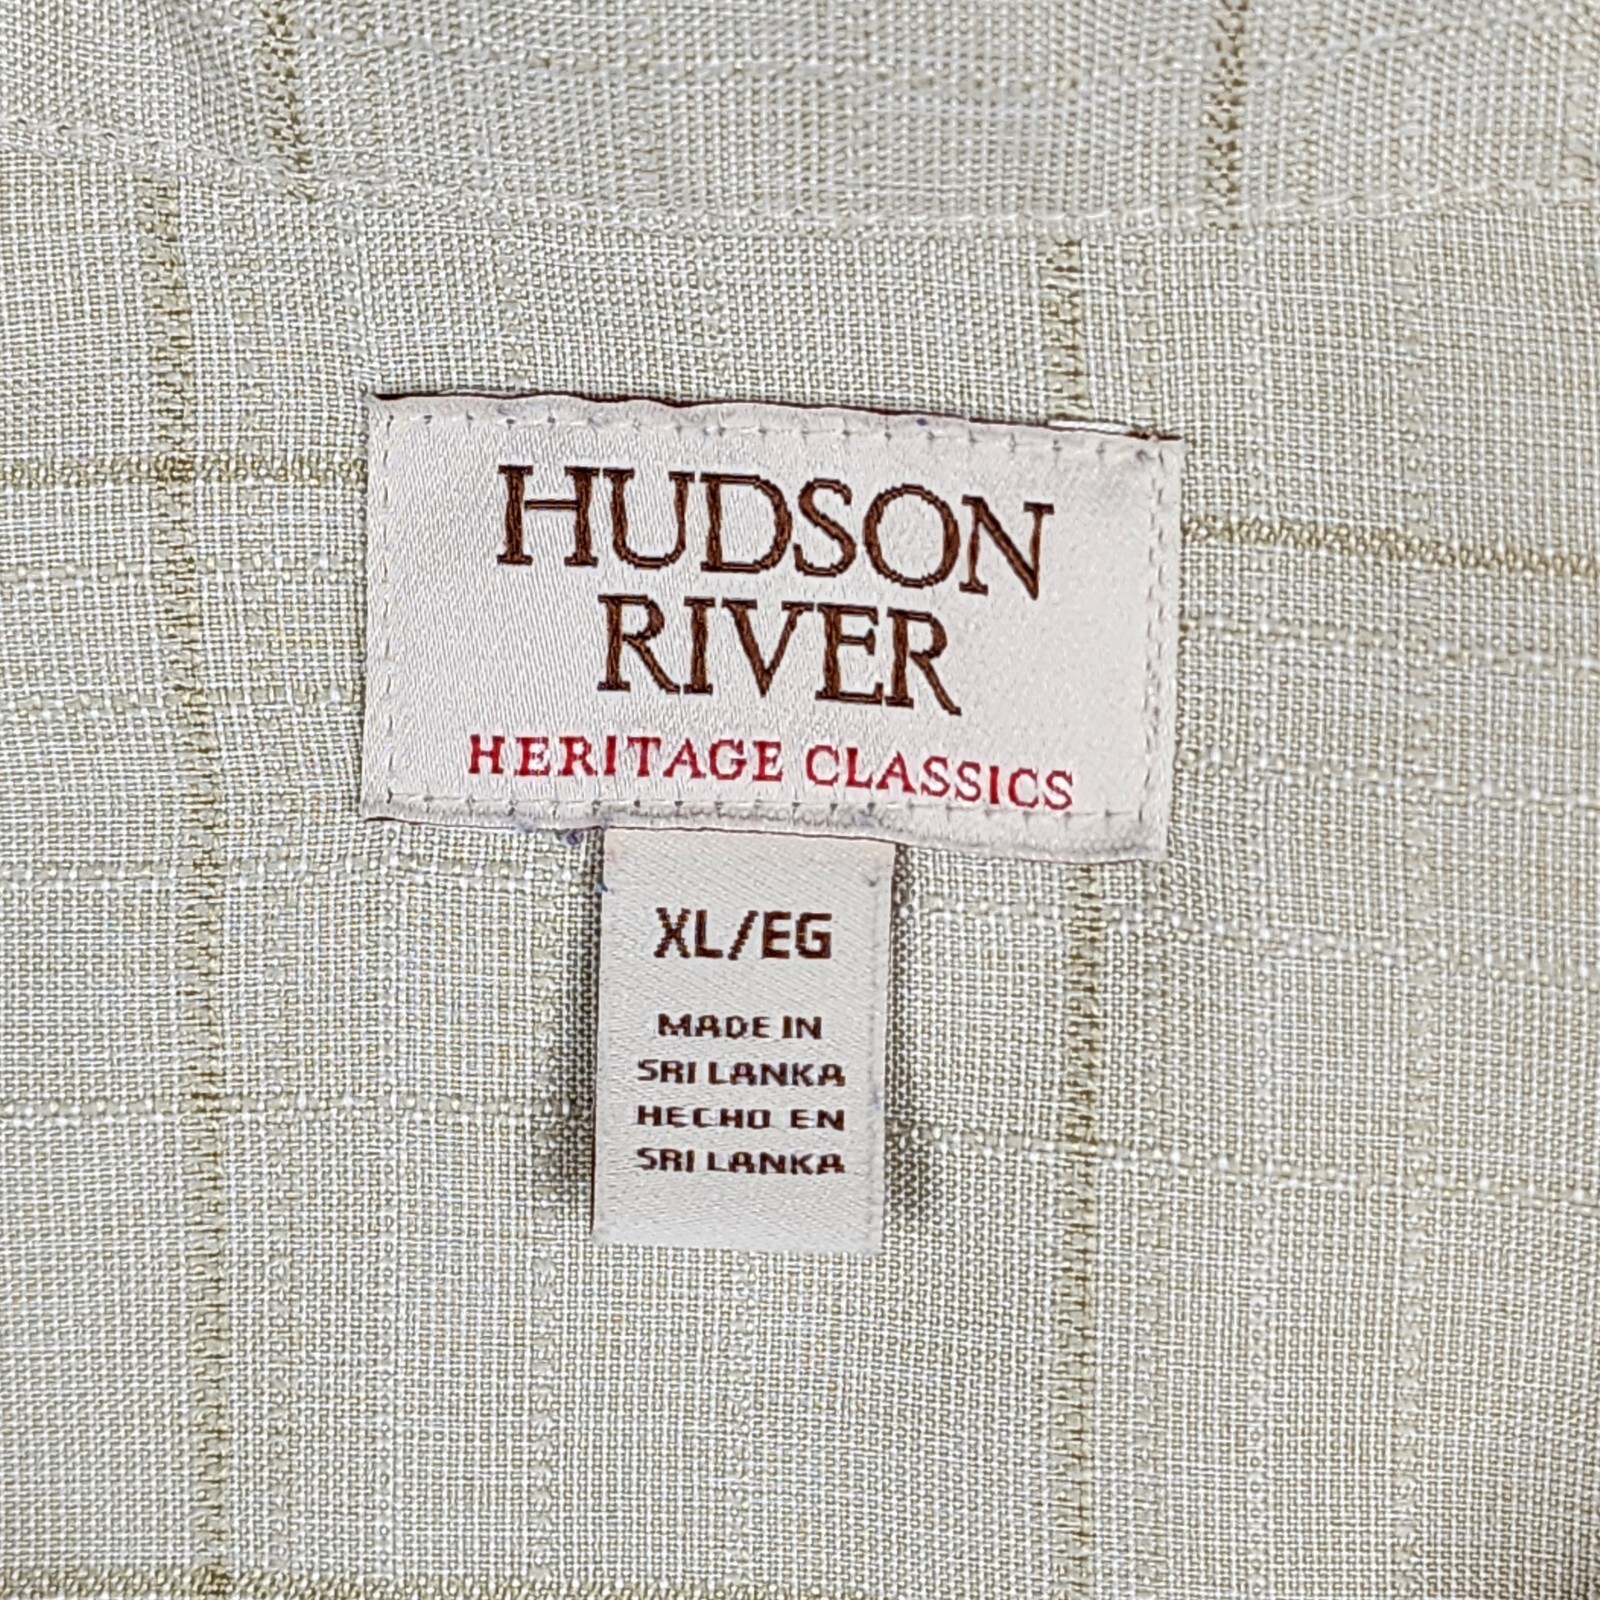 HUDSON
RIVER
HERITAGE CLASSICS
XL/EG
MADE IN
SRI LANKA
HECHO EN
SRI LANKA